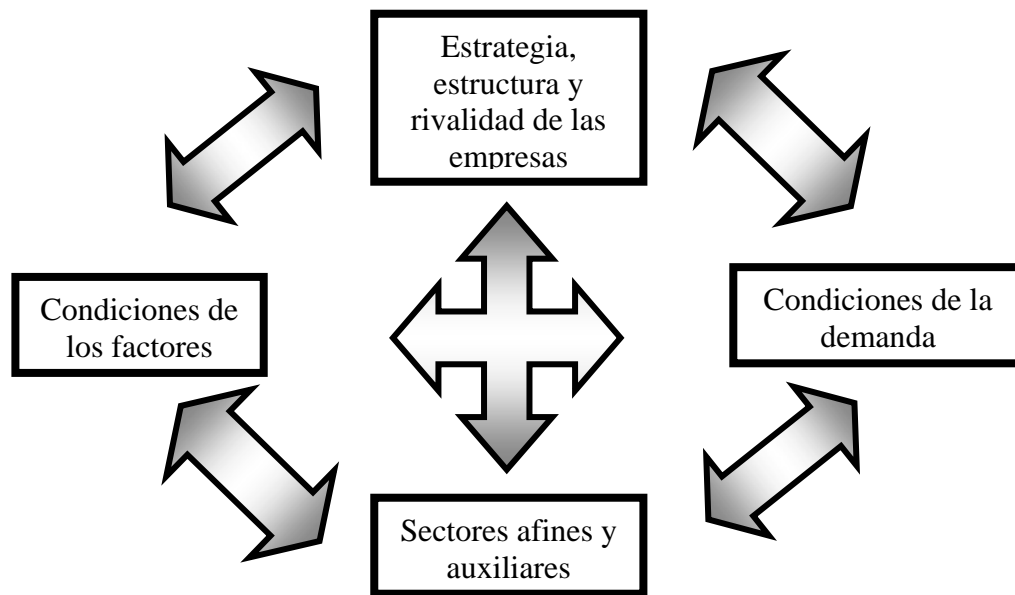 Estrategia,
estructura y
rivalidad de las
empresas
Condiciones de
los factores
Condiciones de la
demanda
Sectores afines y
auxiliares